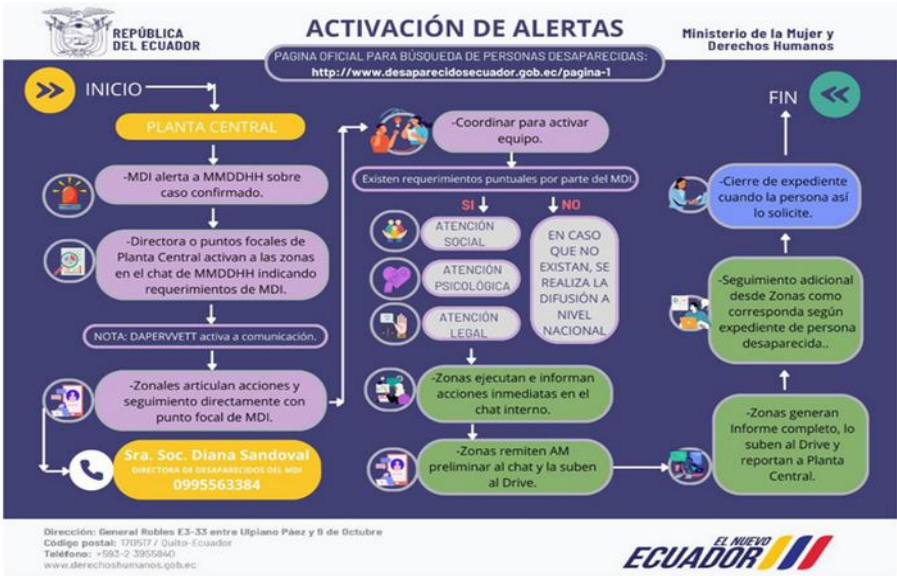 REPÚBLICA
DEL ECUADOR
ACTIVACIÓN DE ALERTAS
Ministerio de la Mujer y
Derechos Humanos
PAGINA OFICIAL PARA BÚSQUEDA DE PERSONAS DESAPARECIDAS:
http://www.desaparecidosecuador.gob.ec/pagina-1
INICIO
PLANTA CENTRAL
-MDI alerta a MMDDHH sobre
caso confirmado.
-Directora o puntos focales de
Planta Central activan a las zonas
en el chat de MMDDHH indicando
requerimientos de MDI.
NOTA: DAPERVVETT activa a comunicación.
-Zonales articulan acciones y
seguimiento directamente con
punto focal de MDI.
Sra. Soc. Diana Sandoval
DIRECTORA DE DESAPARECIDOS DEL MDI
0995563384
-Coordinar para activar
equipo.
Existen requerimientos puntuales por parte del MDI.
SI
NO
ATENCIÓN
SOCIAL
ATENCIÓN
PSICOLÓGICA
ATENCIÓN
LEGAL
EN CASO
QUE NO
EXISTAN, SE
REALIZA LA
DIFUSIÓN A
NIVEL
NACIONAL
-Zonas ejecutan e informan
acciones inmediatas en el
chat interno.
-Zonas remiten AM
preliminar al chat y la suben
al Drive.
-Zonas generan
Informe completo, lo
suben al Drive y
reportan a Planta
Central.
-Seguimiento adicional
desde Zonas como
corresponda según
expediente de persona
desaparecida..
-Cierre de expediente
cuando la persona así
lo solicite.
FIN
Dirección: General Robles E3-33 entre Ulpiano Páez y 9 de Octubre
Código postal: 170517 / Quito-Ecuador
Teléfono: +593-2 3955840
www.derechoshumanos.gob.ec
EL NUEVO
ECUADOR